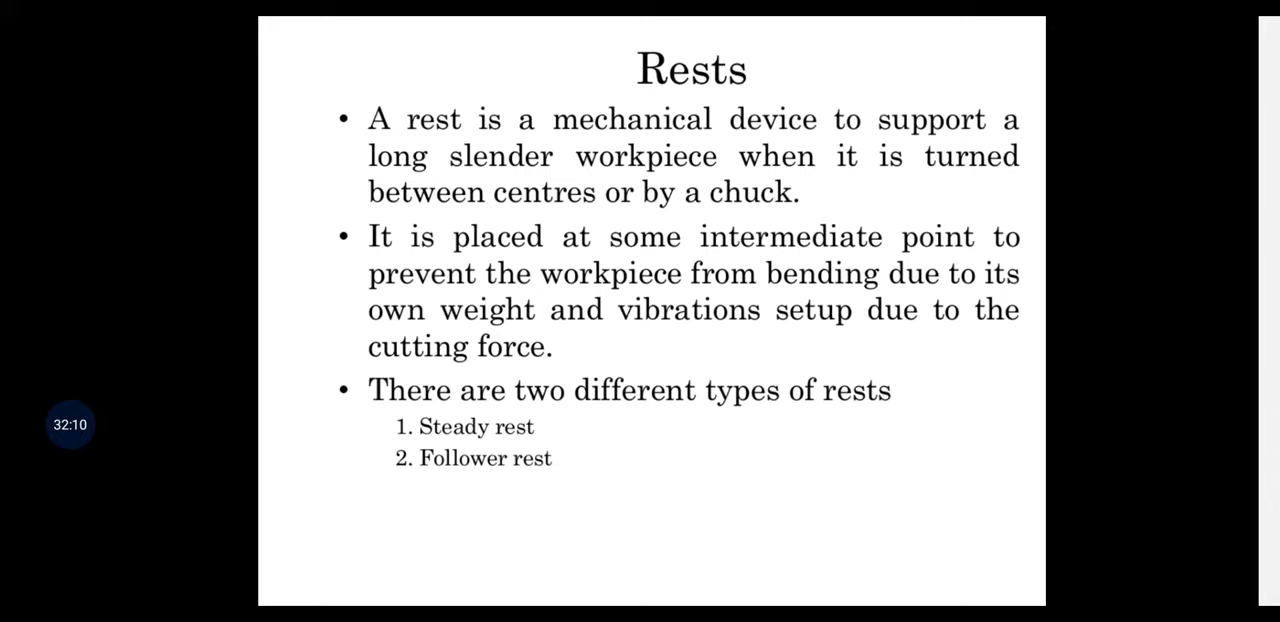 Rests
• A rest is a mechanical device to support a
long slender workpiece when it is turned
between centres or by a chuck.
• It is placed at some intermediate point to
prevent the workpiece from bending due to its
own weight and vibrations setup due to the
cutting force.
• There are two different types of rests
1. Steady rest
2. Follower rest
32:10